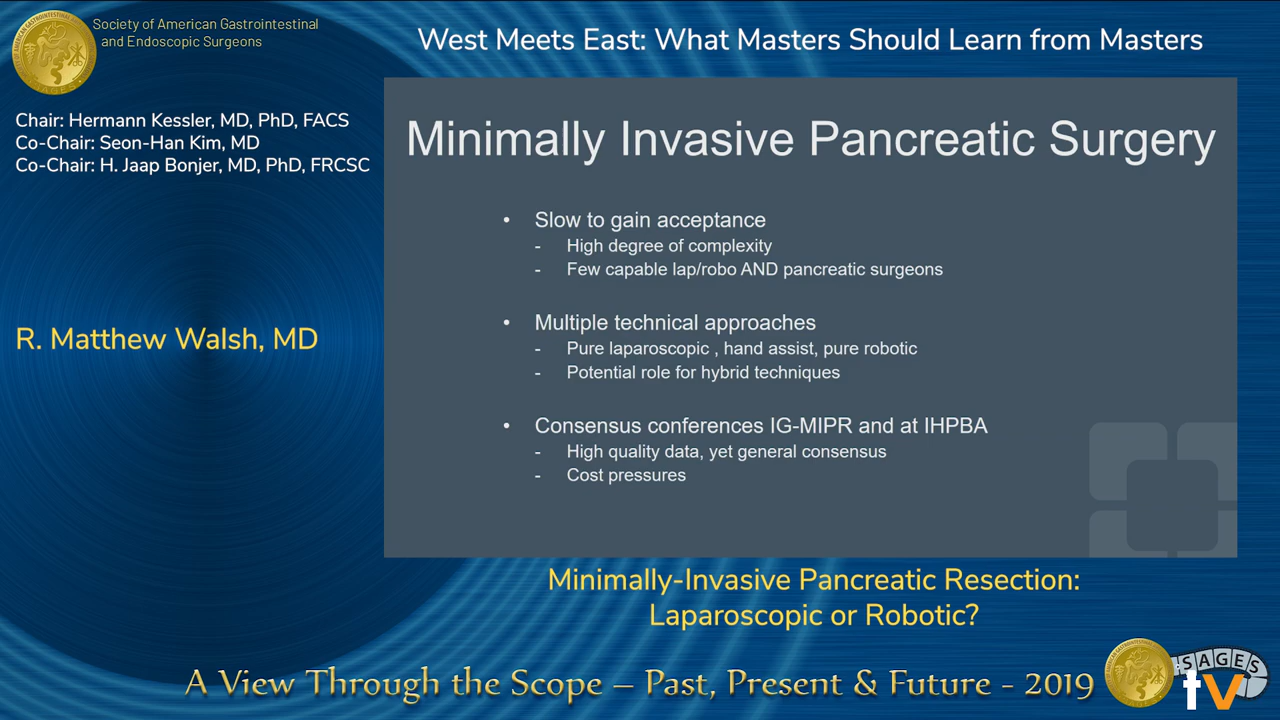 Society of American Gastrointestinal
and Endoscopic Surgeons
West Meets East: What Masters Should Learn from Masters
Chair: Hermann Kessler, MD, PhD, FACS
Co-Chair: Seon-Han Kim, MD
Co-Chair: H. Jaap Bonjer, MD, PhD, FRCSC
R. Matthew Walsh, MD
Minimally Invasive Pancreatic Surgery
• Slow to gain acceptance
- High degree of complexity
- Few capable lap/robo AND pancreatic surgeons
• Multiple technical approaches
- Pure laparoscopic , hand assist, pure robotic
- Potential role for hybrid techniques
• Consensus conferences IG-MIPR and at IHPBA
- High quality data, yet general consensus
- Cost pressures
Minimally-Invasive Pancreatic Resection:
Laparoscopic or Robotic?
A View Through the Scope – Past, Present & Future - 2019
SAGES
tv